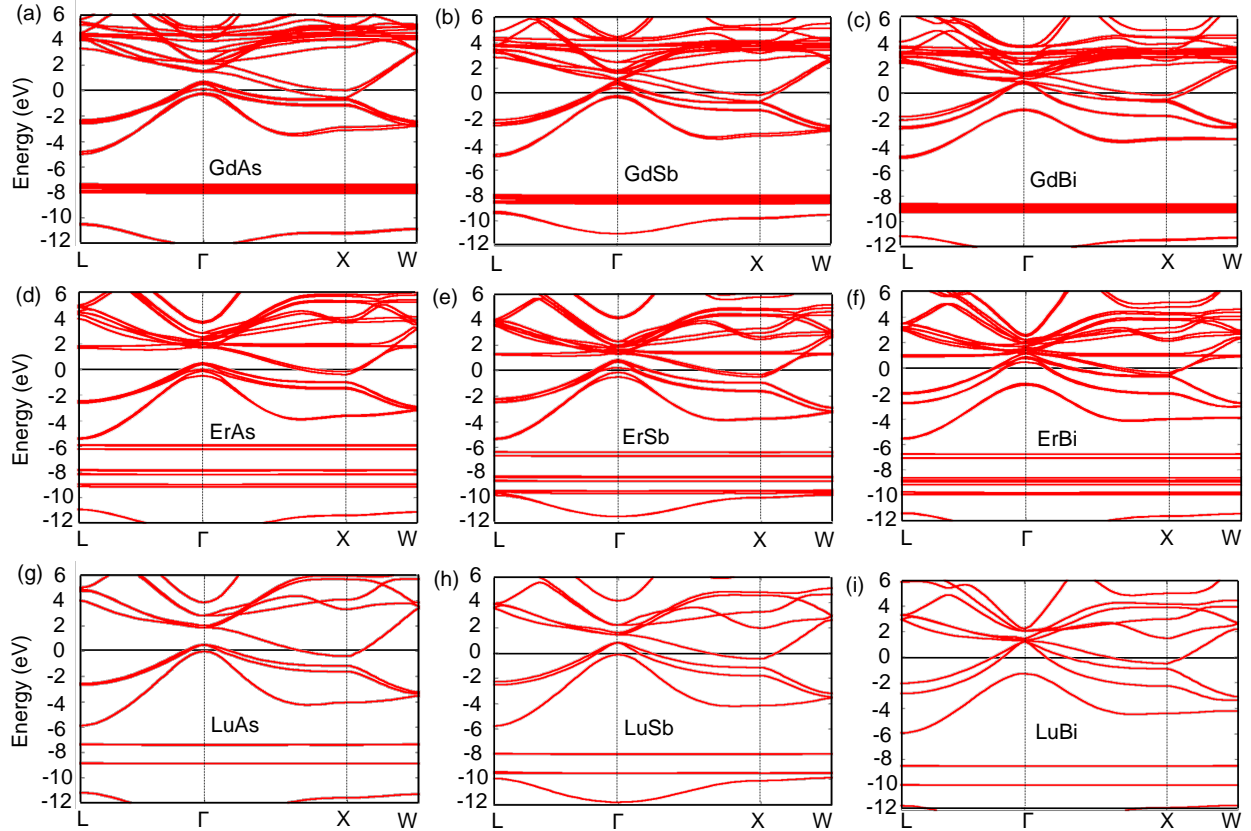 (a) (b) (c)
6 6 6
4 4 4
2 2 2
0 0 0
-2 -2 -2
-4 -4 -4
-6 -6 -6
-8 -8 -8
-10 -10 -10
-12 -12 -12
Energy (eV)
GdAs GdSb GdBi
L Γ X W L Γ X W L Γ X W
(d) (e) (f)
6 6 6
4 4 4
2 2 2
0 0 0
-2 -2 -2
-4 -4 -4
-6 -6 -6
-8 -8 -8
-10 -10 -10
-12 -12 -12
Energy (eV)
ErAs ErSb ErBi
L Γ X W L Γ X W L Γ X W
(g) (h) (i)
6 6 6
4 4 4
2 2 2
0 0 0
-2 -2 -2
-4 -4 -4
-6 -6 -6
-8 -8 -8
-10 -10 -10
-12 -12 -12
Energy (eV)
LuAs LuSb LuBi
L Γ X W L Γ X W L Γ X W